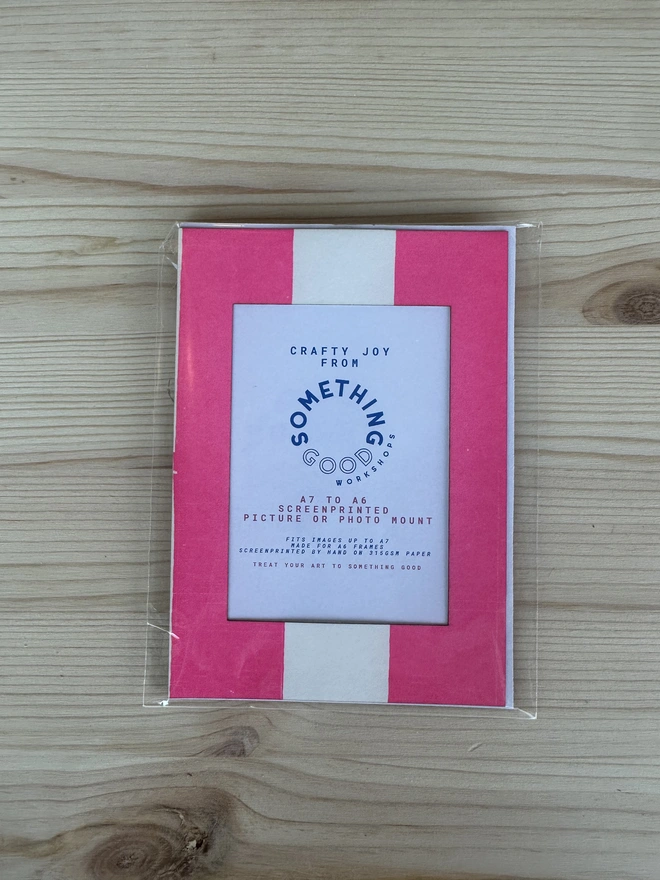 CRAFTY JOY
FROM
SOMETHING
GOOD
WORKSHOPS
A7 TO A6
SCREENPRINTED
PICTURE OR PHOTO MOUNT
FITS IMAGES UP TO A7
MADE FOR A6 FRAMES
SCREENPRINTED BY HAND ON 315GSM PAPER
TREAT YOUR ART TO SOMETHING GOOD